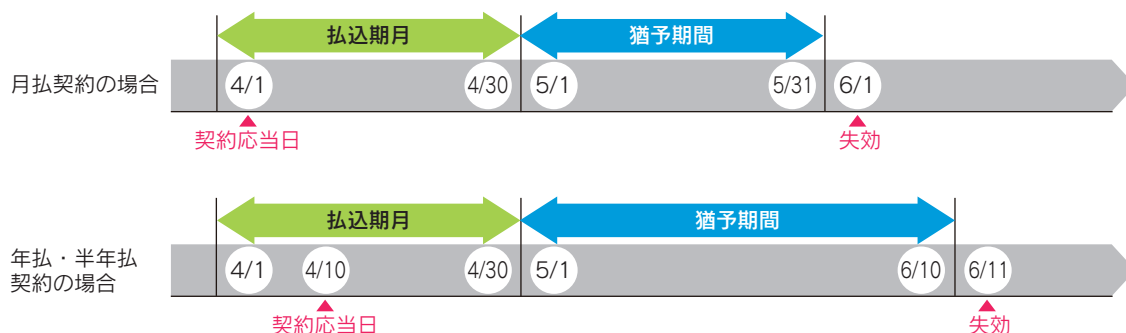 払込期月 猶予期間
月払契約の場合 4/1 4/30 5/1 5/31 6/1
契約応当日 失効
払込期月 猶予期間
年払・半年払
契約の場合
4/1 4/10 4/30 5/1 6/10 6/11
契約応当日 失効